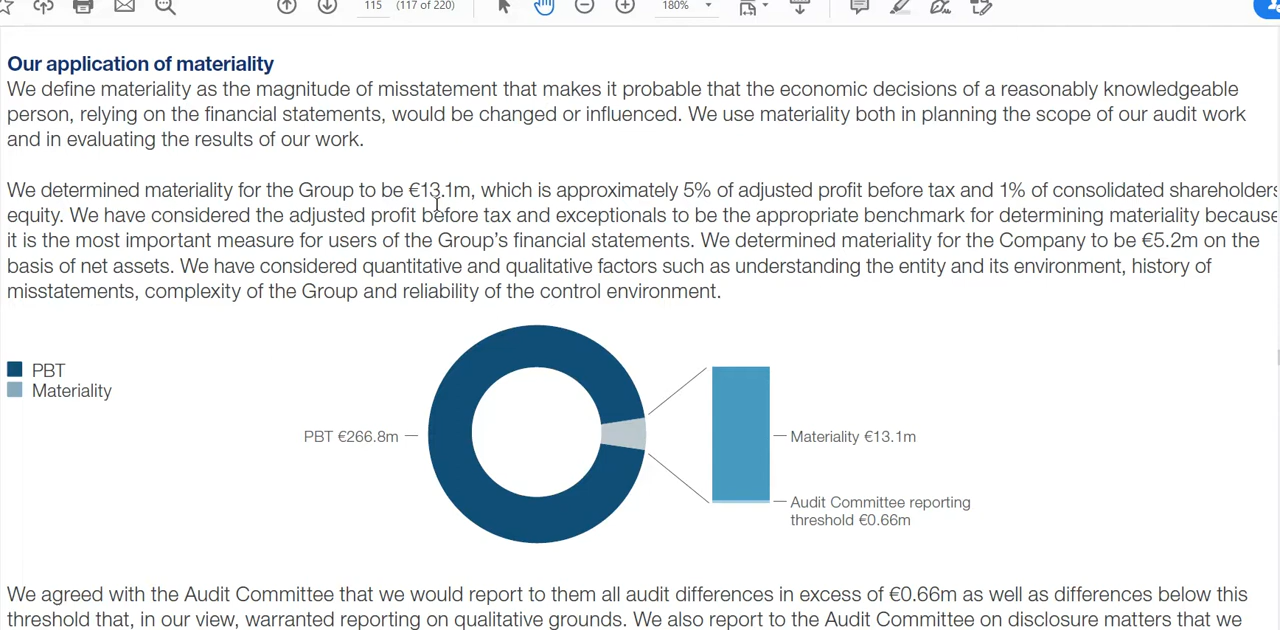 115 (117 of 220) 180%
Our application of materiality
We define materiality as the magnitude of misstatement that makes it probable that the economic decisions of a reasonably knowledgeable
person, relying on the financial statements, would be changed or influenced. We use materiality both in planning the scope of our audit work
and in evaluating the results of our work.
We determined materiality for the Group to be €13.1m, which is approximately 5% of adjusted profit before tax and 1% of consolidated shareholders
equity. We have considered the adjusted profit before tax and exceptionals to be the appropriate benchmark for determining materiality because
it is the most important measure for users of the Group's financial statements. We determined materiality for the Company to be €5.2m on the
basis of net assets. We have considered quantitative and qualitative factors such as understanding the entity and its environment, history of
misstatements, complexity of the Group and reliability of the control environment.
PBT
Materiality
PBT €266.8m
Materiality €13.1m
Audit Committee reporting
threshold €0.66m
We agreed with the Audit Committee that we would report to them all audit differences in excess of €0.66m as well as differences below this
threshold that, in our view, warranted reporting on qualitative grounds. We also report to the Audit Committee on disclosure matters that we